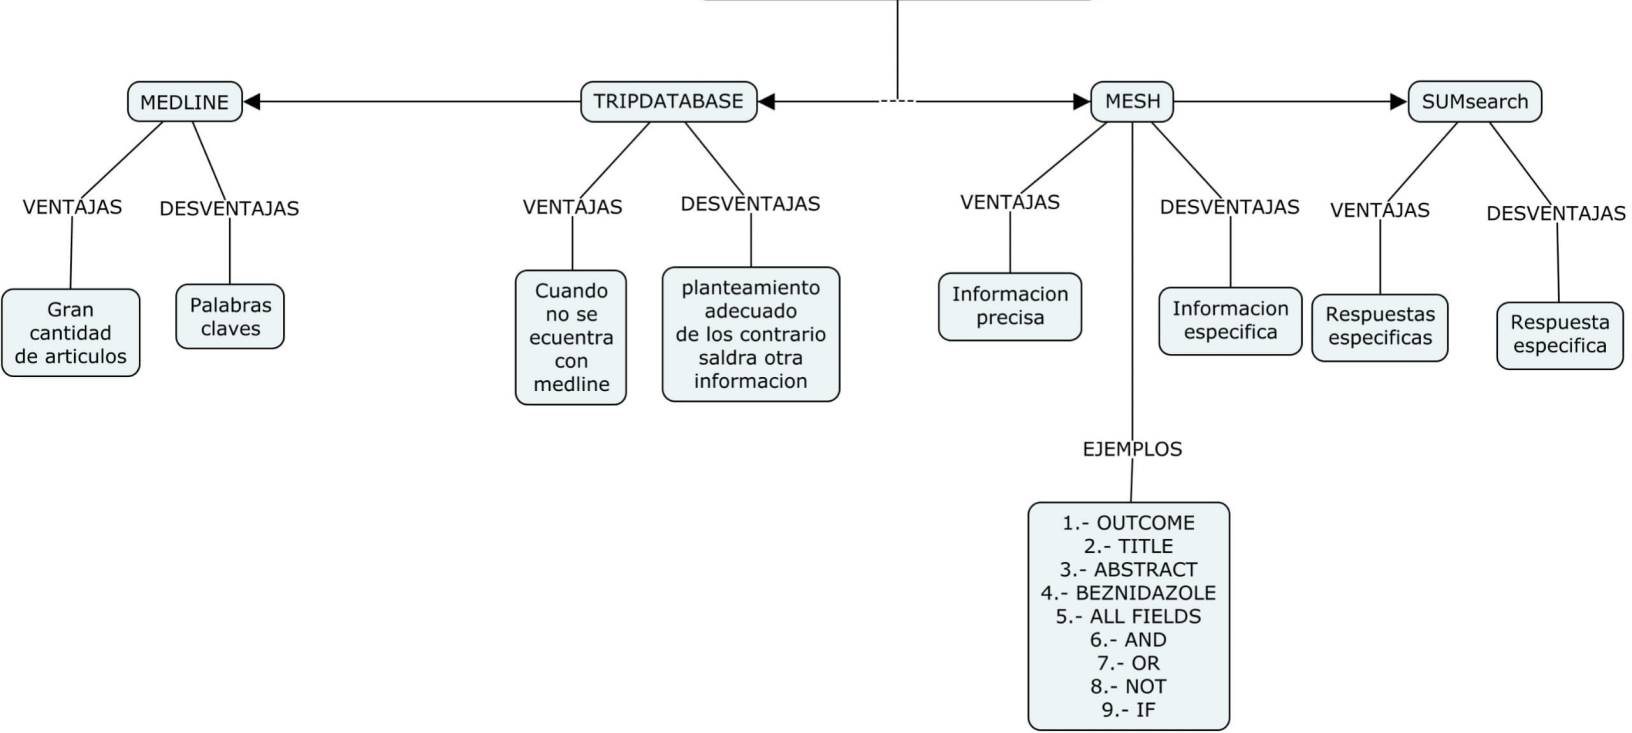 MEDLINE
TRIPDATABASE
MESH
SUMsearch
VENTAJAS
DESVENTAJAS
VENTAJAS
DESVENTAJAS
VENTAJAS
DESVENTAJAS
VENTAJAS
DESVENTAJAS
Gran
cantidad
de articulos
Palabras
claves
Cuando
no se
ecuentra
con
medline
planteamiento
adecuado
de los contrario
saldra otra
informacion
Informacion
precisa
Informacion
especifica
Respuestas
especificas
Respuesta
especifica
EJEMPLOS
1.- OUTCOME
2.- TITLE
3.- ABSTRACT
4.- BEZNIDAZOLE
5.- ALL FIELDS
6.- AND
7.- OR
8.- NOT
9.- IF